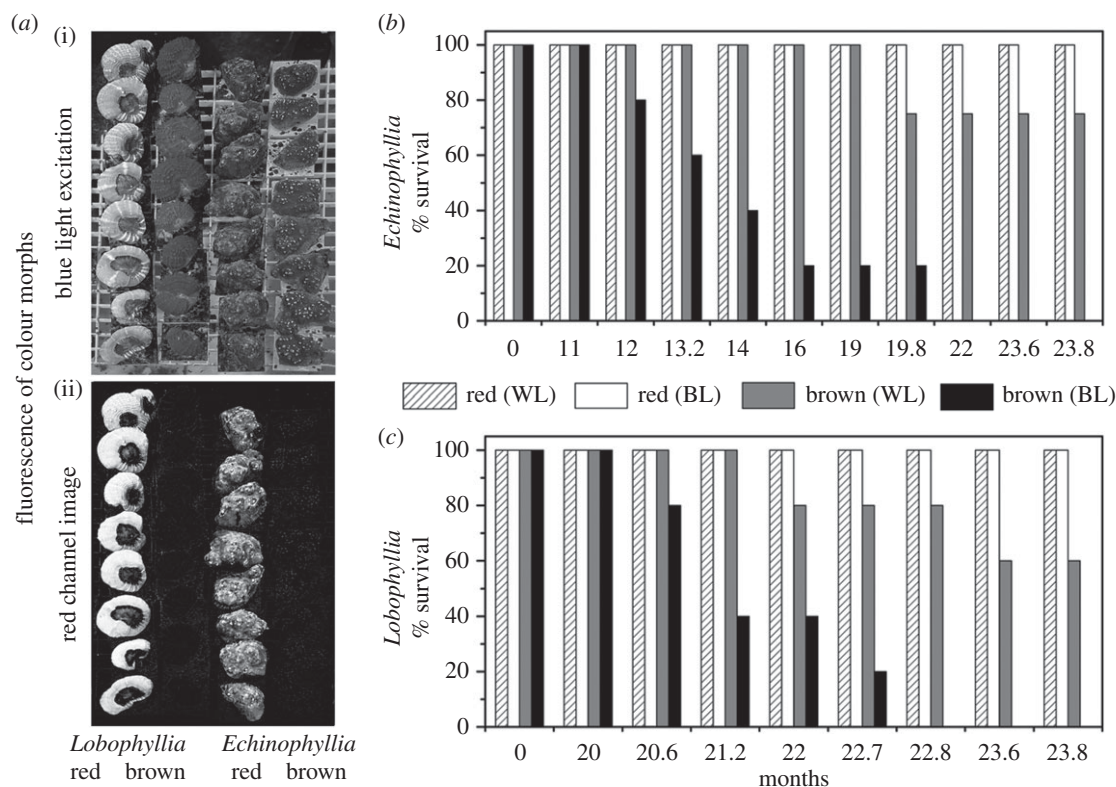 (a)
(i)
blue light excitation
(ii)
red channel image
fluorescence of colour morphs
Lobophyllia
Echinophyllia
red brown
red brown
(b)
Echinophyllia
% survival
100
80
60
40
20
0
0 11 12 13.2 14 16 19 19.8 22 23.6 23.8
red (WL) red (BL) brown (WL) brown (BL)
(c)
Lobophyllia
% survival
100
80
60
40
20
0
0 20 20.6 21.2 22 22.7 22.8 23.6 23.8
months